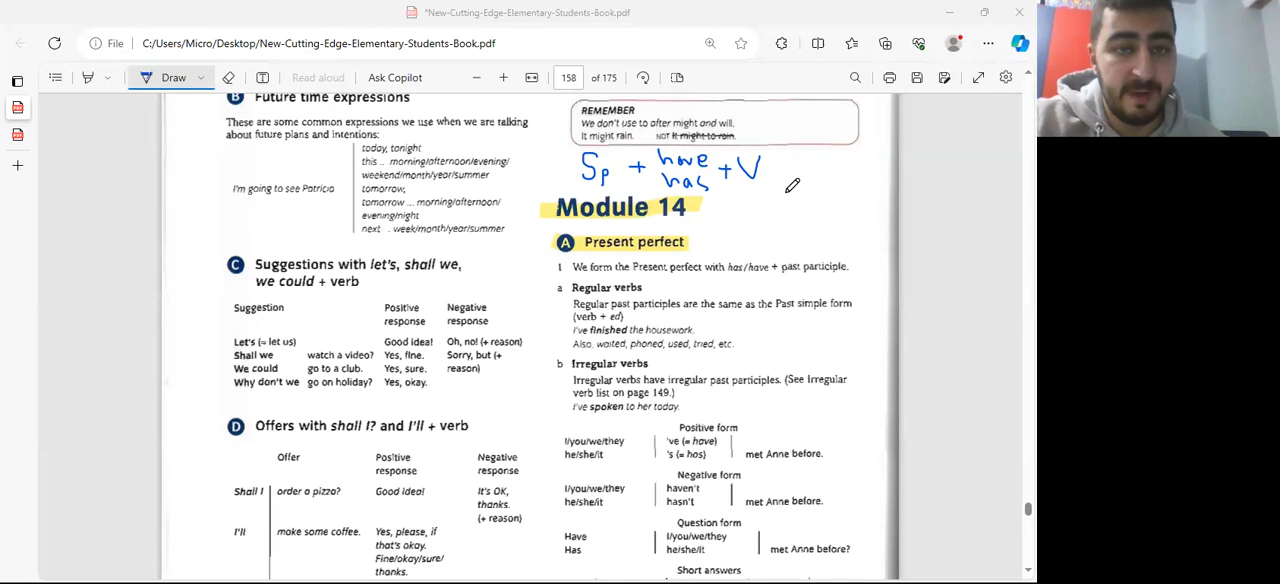 *New-Cutting-Edge-Elementary-Students-Book.pdf
File C:/Users/Micro/Desktop/New-Cutting-Edge-Elementary-Students-Book.pdf
Draw Read aloud Ask Copilot 158 of 175
B Future time expressions
These are some common expressions we use when we are talking
about future plans and intentions:
today, tonight
this .. morning/afternoon/evening/
weekend/month/year/summer
I'm going to see Patricia tomorrow,
tomorrow ... morning/afternoon/
evening/night
next . week/month/year/summer
C Suggestions with let's, shall we,
we could + verb
Suggestion Positive Negative
response response
Let's (= let us) Good idea! Oh, no! (+ reason)
Shall we watch a video? Yes, fine. Sorry, but (+
We could go to a club. Yes, sure. reason)
Why don't we go on holiday? Yes, okay.
D Offers with shall I? and I'll + verb
Offer Positive Negative
response response
Shall I order a pizza? Good idea! It's OK,
thanks.
(+ reason)
I'll make some coffee. Yes, please, if
that's okay.
Fine/okay/sure/
thanks.
REMEMBER
We don't use to after might and will.
It might rain. NOT It might to rain.
Sp + have + V
has
Module 14
A Present perfect
1 We form the Present perfect with has/have + past participle.
a Regular verbs
Regular past participles are the same as the Past simple form
(verb + ed)
I've finished the housework.
Also, waited, phoned, used, tried, etc.
b Irregular verbs
Irregular verbs have irregular past participles. (See Irregular
verb list on page 149.)
I've spoken to her today.
Positive form
I/you/we/they 've (= have)
he/she/it 's (= has) met Anne before.
Negative form
I/you/we/they haven't
he/she/it hasn't met Anne before.
Question form
Have I/you/we/they
Has he/she/it met Anne before?
Short answers